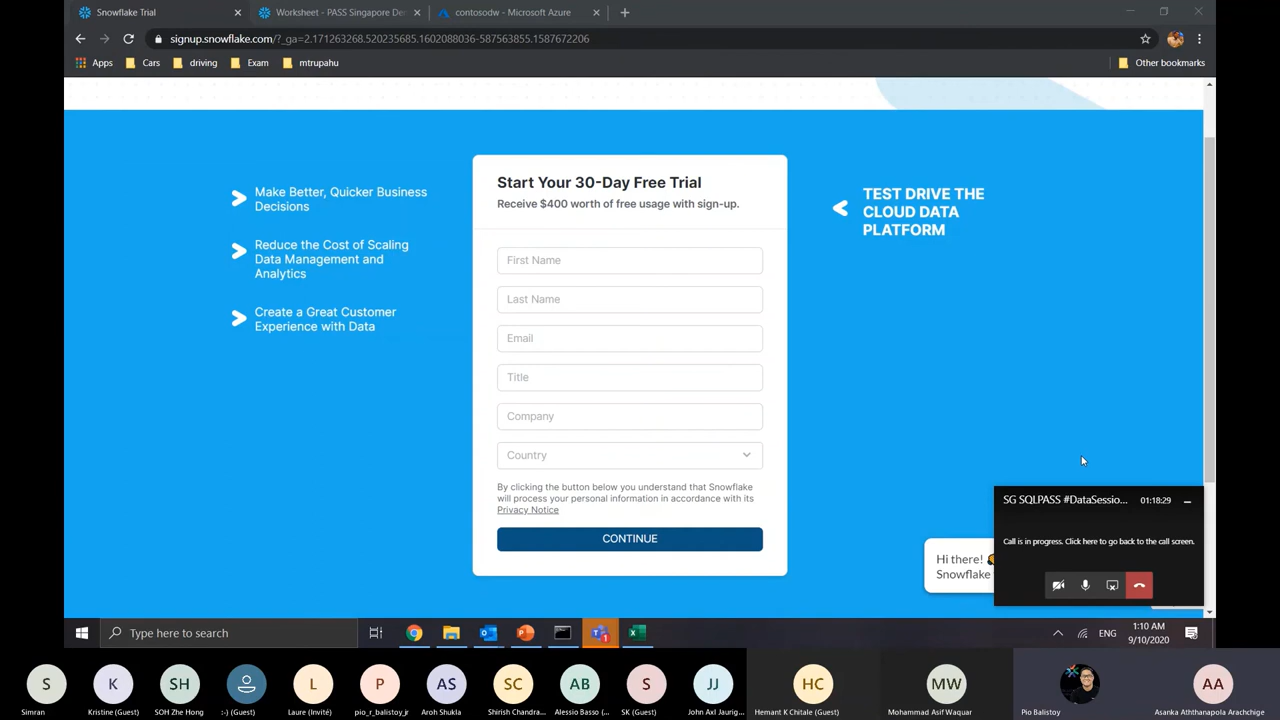 Snowflake Trial
Worksheet - PASS Singapore De
contosodw - Microsoft Azure
signup.snowflake.com/?_ga=2.171263268.520235685.1602088036-587563855.1587672206
Apps
Cars
driving
Exam
mtrupahu
Other bookmarks
Make Better, Quicker Business
Decisions
Reduce the Cost of Scaling
Data Management and
Analytics
Create a Great Customer
Experience with Data
Start Your 30-Day Free Trial
Receive $400 worth of free usage with sign-up.
First Name
Last Name
Email
Title
Company
Country
By clicking the button below you understand that Snowflake
will process your personal information in accordance with its
Privacy Notice
CONTINUE
TEST DRIVE THE
CLOUD DATA
PLATFORM
Hi there!
Snowflake
SG SQLPASS #DataSessio...
01:18:29
Call is in progress. Click here to go back to the call screen.
Type here to search
ENG
1:10 AM
9/10/2020
S
K
SH
L
P
AS
SC
AB
S
JJ
HC
MW
AA
Simran
Kristine (Guest)
SOH Zhe Hong
:-) (Guest)
Laure (Invité)
pio_r_balistoy_jr
Aroh Shukla
Shirish Chandra...
Alessio Basso (...
SK (Guest)
John Axl Jaurig...
Hemant K Chitale (Guest)
Mohammad Asif Waquar
Pio Balistoy
Asanka Aththanapola Arachchige